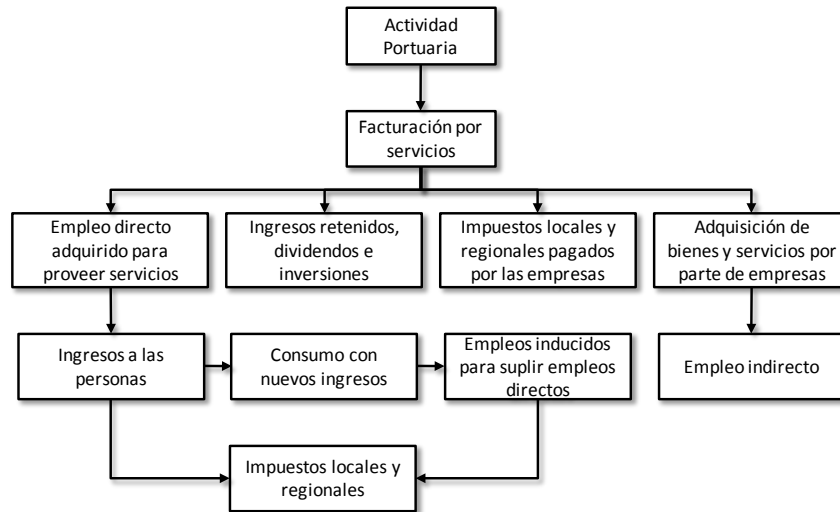 Actividad
Portuaria
Facturación por
servicios
Empleo directo
adquirido para
proveer servicios
Ingresos retenidos,
dividendos e
inversiones
Impuestos locales y
regionales pagados
por las empresas
Adquisición de
bienes y servicios por
parte de empresas
Ingresos a las
personas
Consumo con
nuevos ingresos
Empleos inducidos
para suplir empleos
directos
Empleo indirecto
Impuestos locales y
regionales